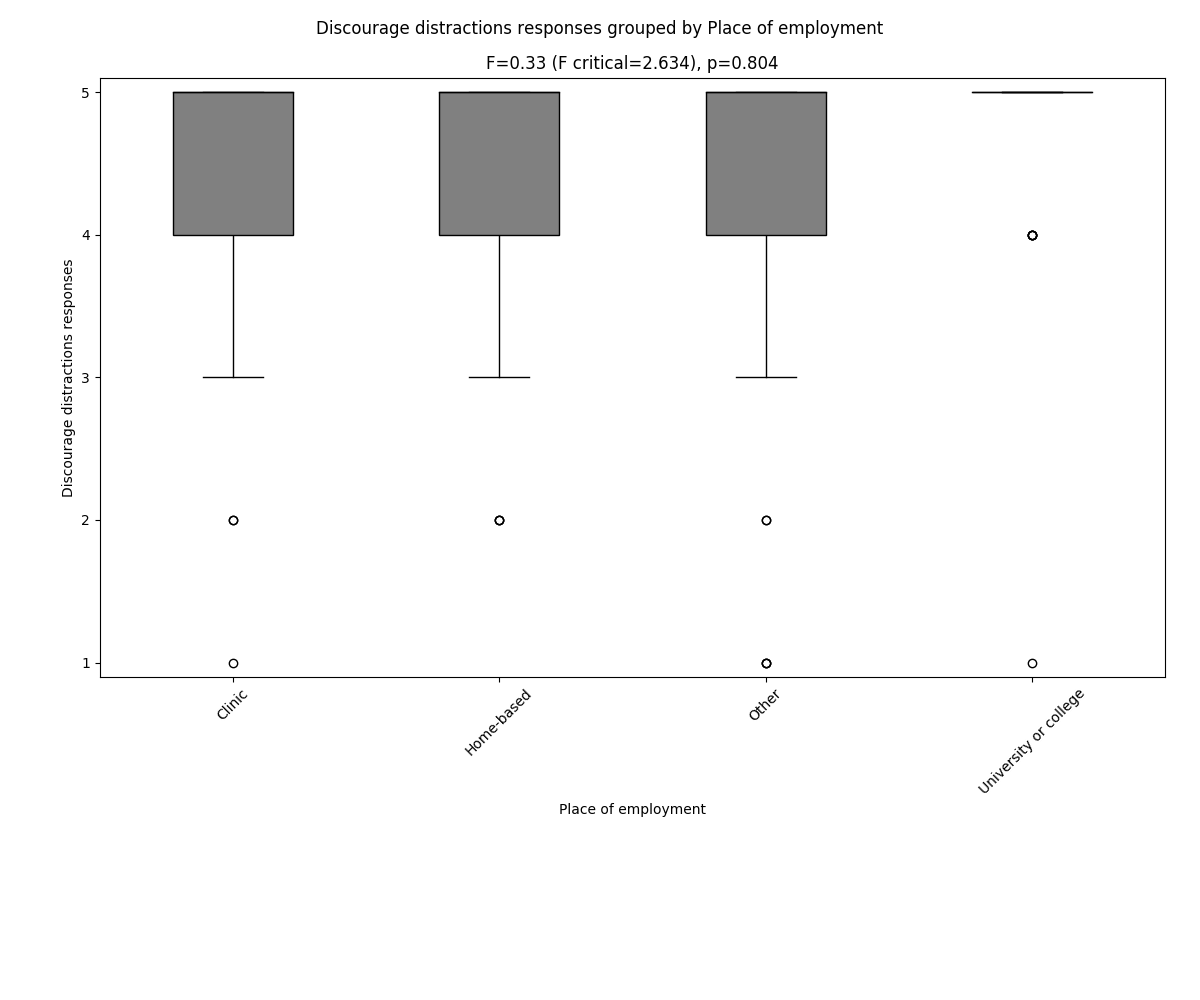 Discourage distractions responses grouped by Place of employment
F=0.33 (F critical=2.634), p=0.804
5
4
3
2
1
Discourage distractions responses
Clinic
Home-based
Other
University or college
Place of employment